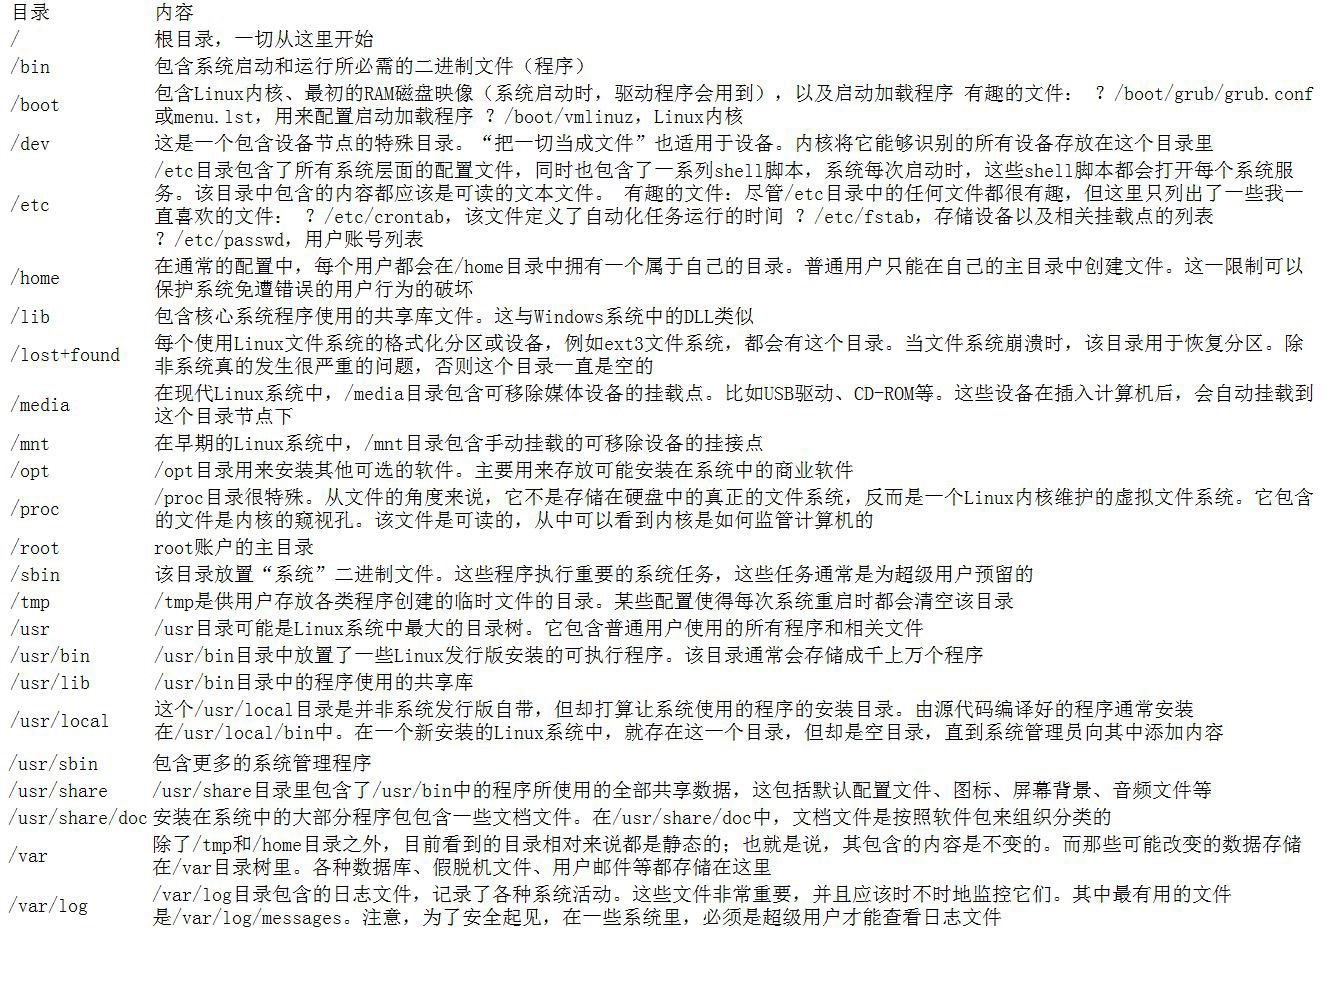 目录 内容
/ 根目录，一切从这里开始
/bin 包含系统启动和运行所必需的二进制文件（程序）
/boot 包含Linux内核、最初的RAM磁盘映像（系统启动时，驱动程序会用到），以及启动加载程序 有趣的文件： ？/boot/grub/grub.conf
或menu.lst，用来配置启动加载程序 ？/boot/vmlinuz，Linux内核
/dev 这是一个包含设备节点的特殊目录。“把一切当成文件”也适用于设备。内核将它能够识别的所有设备存放在这个目录里
/etc /etc目录包含了所有系统层面的配置文件，同时也包含了一系列shell脚本，系统每次启动时，这些shell脚本都会打开每个系统服
务。该目录中包含的内容都应该是可读的文本文件。 有趣的文件：尽管/etc目录中的任何文件都很有趣，但这里只列出了一些我一
直喜欢的文件： ？/etc/crontab，该文件定义了自动化任务运行的时间 ？/etc/fstab，存储设备以及相关挂载点的列表
？/etc/passwd，用户账号列表
/home 在通常的配置中，每个用户都会在/home目录中拥有一个属于自己的目录。普通用户只能在自己的主目录中创建文件。这一限制可以
保护系统免遭错误的用户行为的破坏
/lib 包含核心系统程序使用的共享库文件。这与Windows系统中的DLL类似
/lost+found 每个使用Linux文件系统的格式化分区或设备，例如ext3文件系统，都会有这个目录。当文件系统崩溃时，该目录用于恢复分区。除
非系统真的发生很严重的问题，否则这个目录一直是空的
/media 在现代Linux系统中，/media目录包含可移除媒体设备的挂载点。比如USB驱动、CD-ROM等。这些设备在插入计算机后，会自动挂载到
这个目录节点下
/mnt 在早期的Linux系统中，/mnt目录包含手动挂载的可移除设备的挂接点
/opt /opt目录用来安装其他可选的软件。主要用来存放可能安装在系统中的商业软件
/proc /proc目录很特殊。从文件的角度来说，它不是存储在硬盘中的真正的文件系统，反而是一个Linux内核维护的虚拟文件系统。它包含
的文件是内核的窥视孔。该文件是可读的，从中可以看到内核是如何监管计算机的
/root root账户的主目录
/sbin 该目录放置“系统”二进制文件。这些程序执行重要的系统任务，这些任务通常是为超级用户预留的
/tmp /tmp是供用户存放各类程序创建的临时文件的目录。某些配置使得每次系统重启时都会清空该目录
/usr /usr目录可能是Linux系统中最大的目录树。它包含普通用户使用的所有程序和相关文件
/usr/bin /usr/bin目录中放置了一些Linux发行版安装的可执行程序。该目录通常会存储成千上万个程序
/usr/lib /usr/bin目录中的程序使用的共享库
/usr/local 这个/usr/local目录是并非系统发行版自带，但却打算让系统使用的程序的安装目录。由源代码编译好的程序通常安装
在/usr/local/bin中。在一个新安装的Linux系统中，就存在这一个目录，但却是空目录，直到系统管理员向其中添加内容
/usr/sbin 包含更多的系统管理程序
/usr/share /usr/share目录里包含了/usr/bin中的程序所使用的全部共享数据，这包括默认配置文件、图标、屏幕背景、音频文件等
/usr/share/doc 安装在系统中的大部分程序包包含一些文档文件。在/usr/share/doc中，文档文件是按照软件包来组织分类的
/var 除了/tmp和/home目录之外，目前看到的目录相对来说都是静态的；也就是说，其包含的内容是不变的。而那些可能改变的数据存储
在/var目录树里。各种数据库、假脱机文件、用户邮件等都存储在这里
/var/log /var/log目录包含的日志文件，记录了各种系统活动。这些文件非常重要，并且应该时不时地监控它们。其中最有用的文件
是/var/log/messages。注意，为了安全起见，在一些系统里，必须是超级用户才能查看日志文件